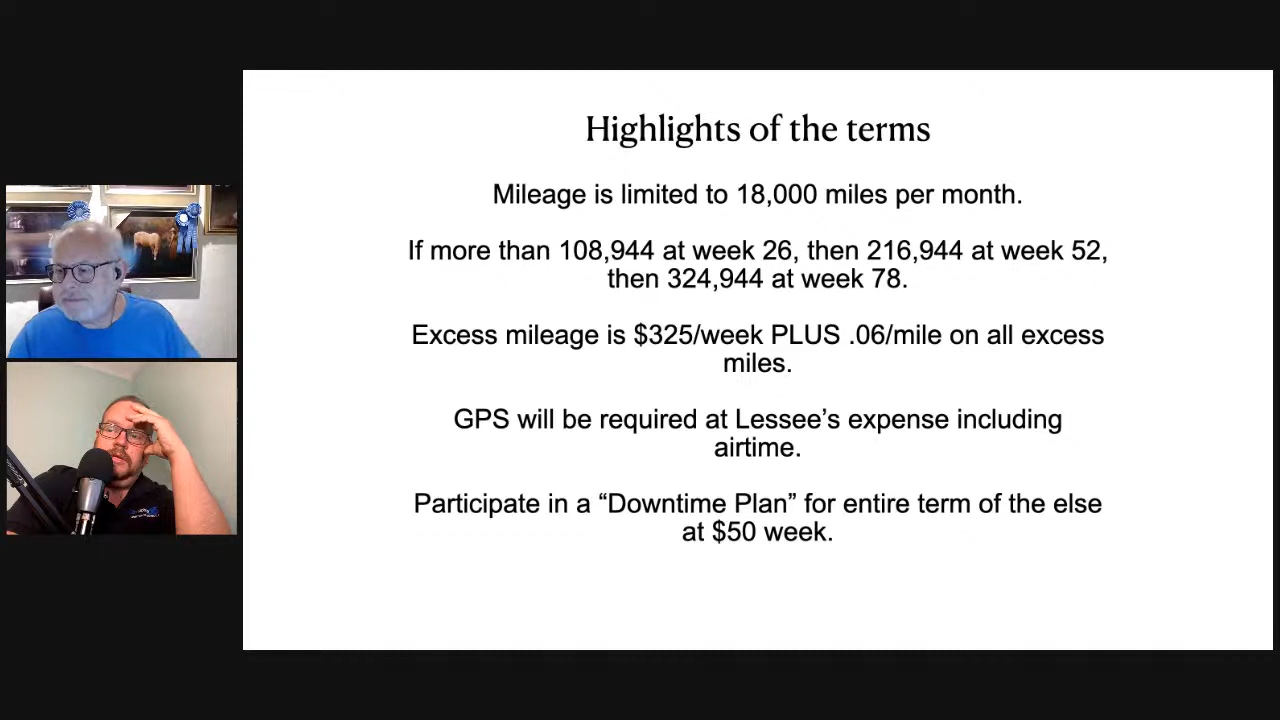 Highlights of the terms
Mileage is limited to 18,000 miles per month.
If more than 108,944 at week 26, then 216,944 at week 52,
then 324,944 at week 78.
Excess mileage is $325/week PLUS .06/mile on all excess
miles.
GPS will be required at Lessee’s expense including
airtime.
Participate in a “Downtime Plan” for entire term of the else
at $50 week.